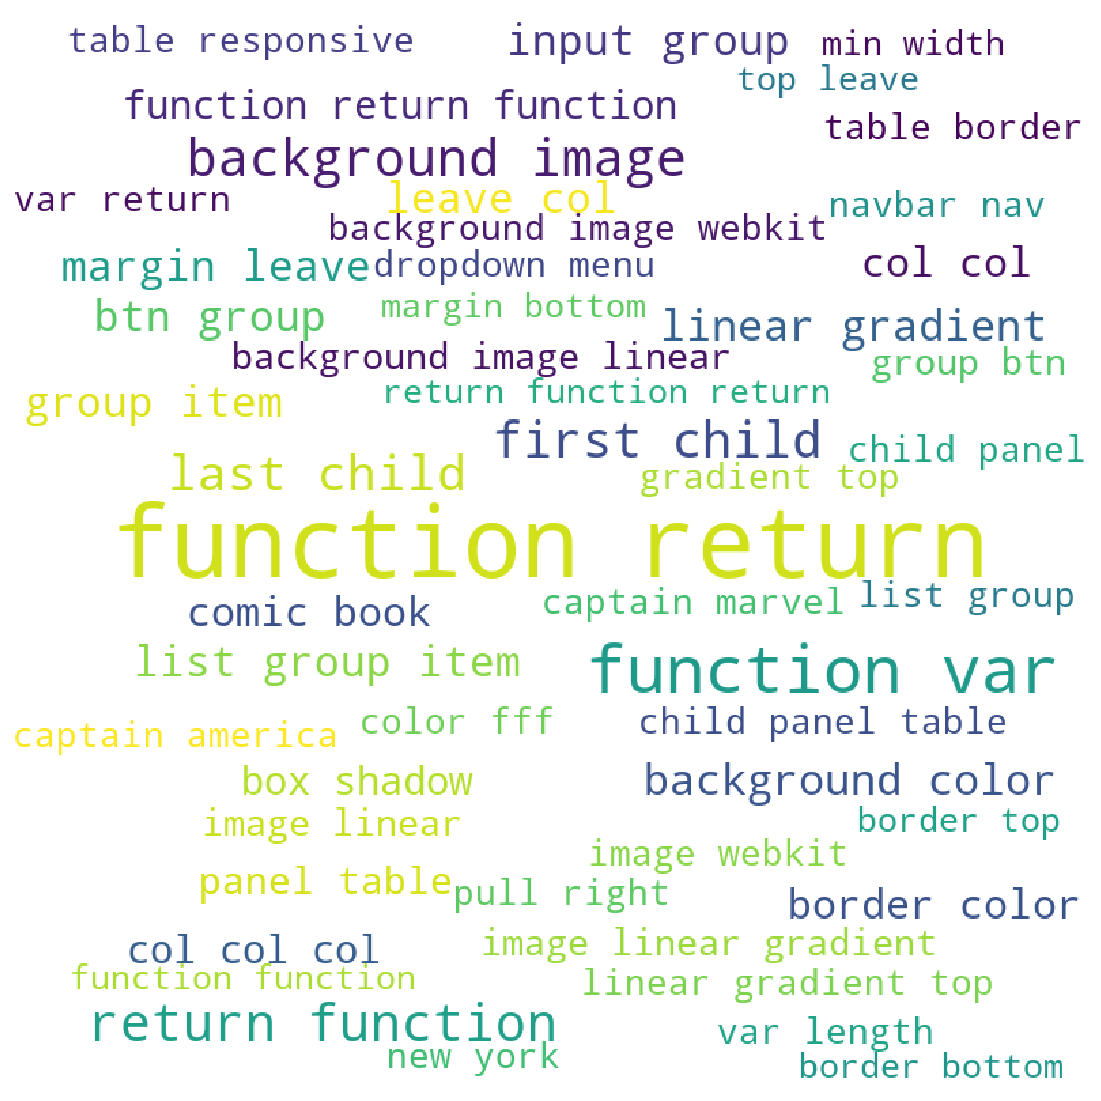 table responsive
input group
min width
top leave
function return function
table border
background image
var return
leave col
navbar nav
background image webkit
margin leave
dropdown menu
col col
btn group
margin bottom
linear gradient
background image linear
group btn
group item
return function return
first child
child panel
last child
gradient top
function return
comic book
captain marvel
list group
list group item
function var
captain america
color fff
child panel table
box shadow
background color
image linear
border top
image webkit
panel table
pull right
border color
col col col
image linear gradient
function function
linear gradient top
return function
var length
new york
border bottom